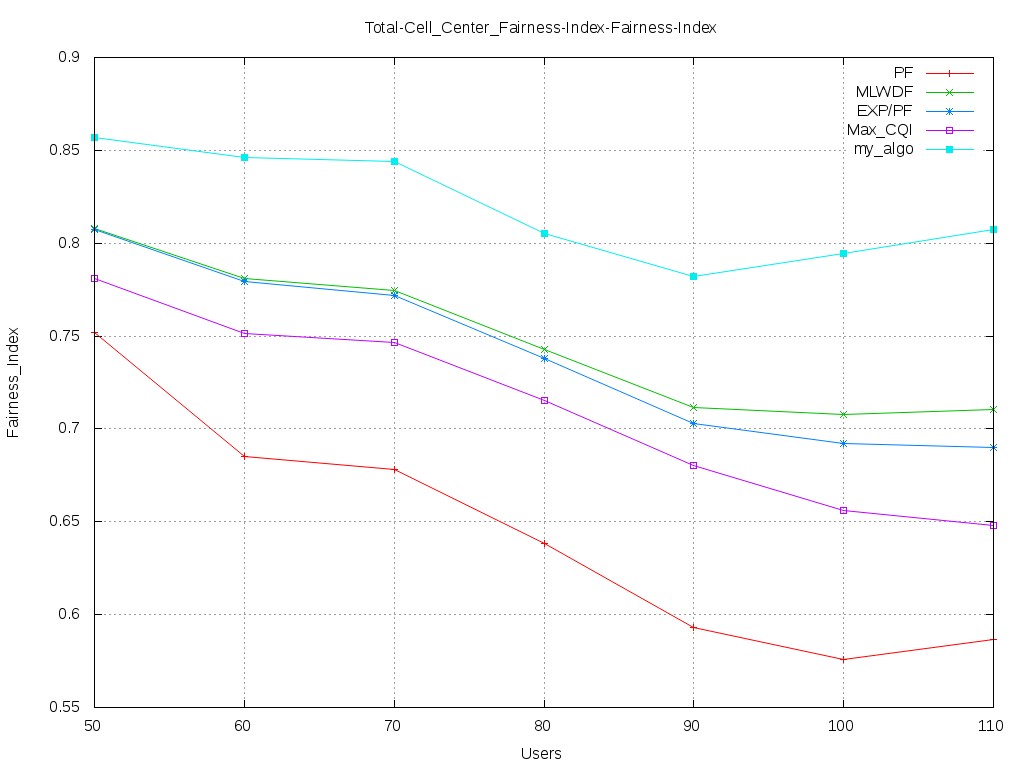 Total-Cell_Center_Fairness-Index-Fairness-Index
0.9
PF
MLWDF
EXP/PF
Max_CQI
my_algo
0.85
0.8
0.75
0.7
0.65
0.6
0.55
Fairness_Index
50 60 70 80 90 100 110
Users